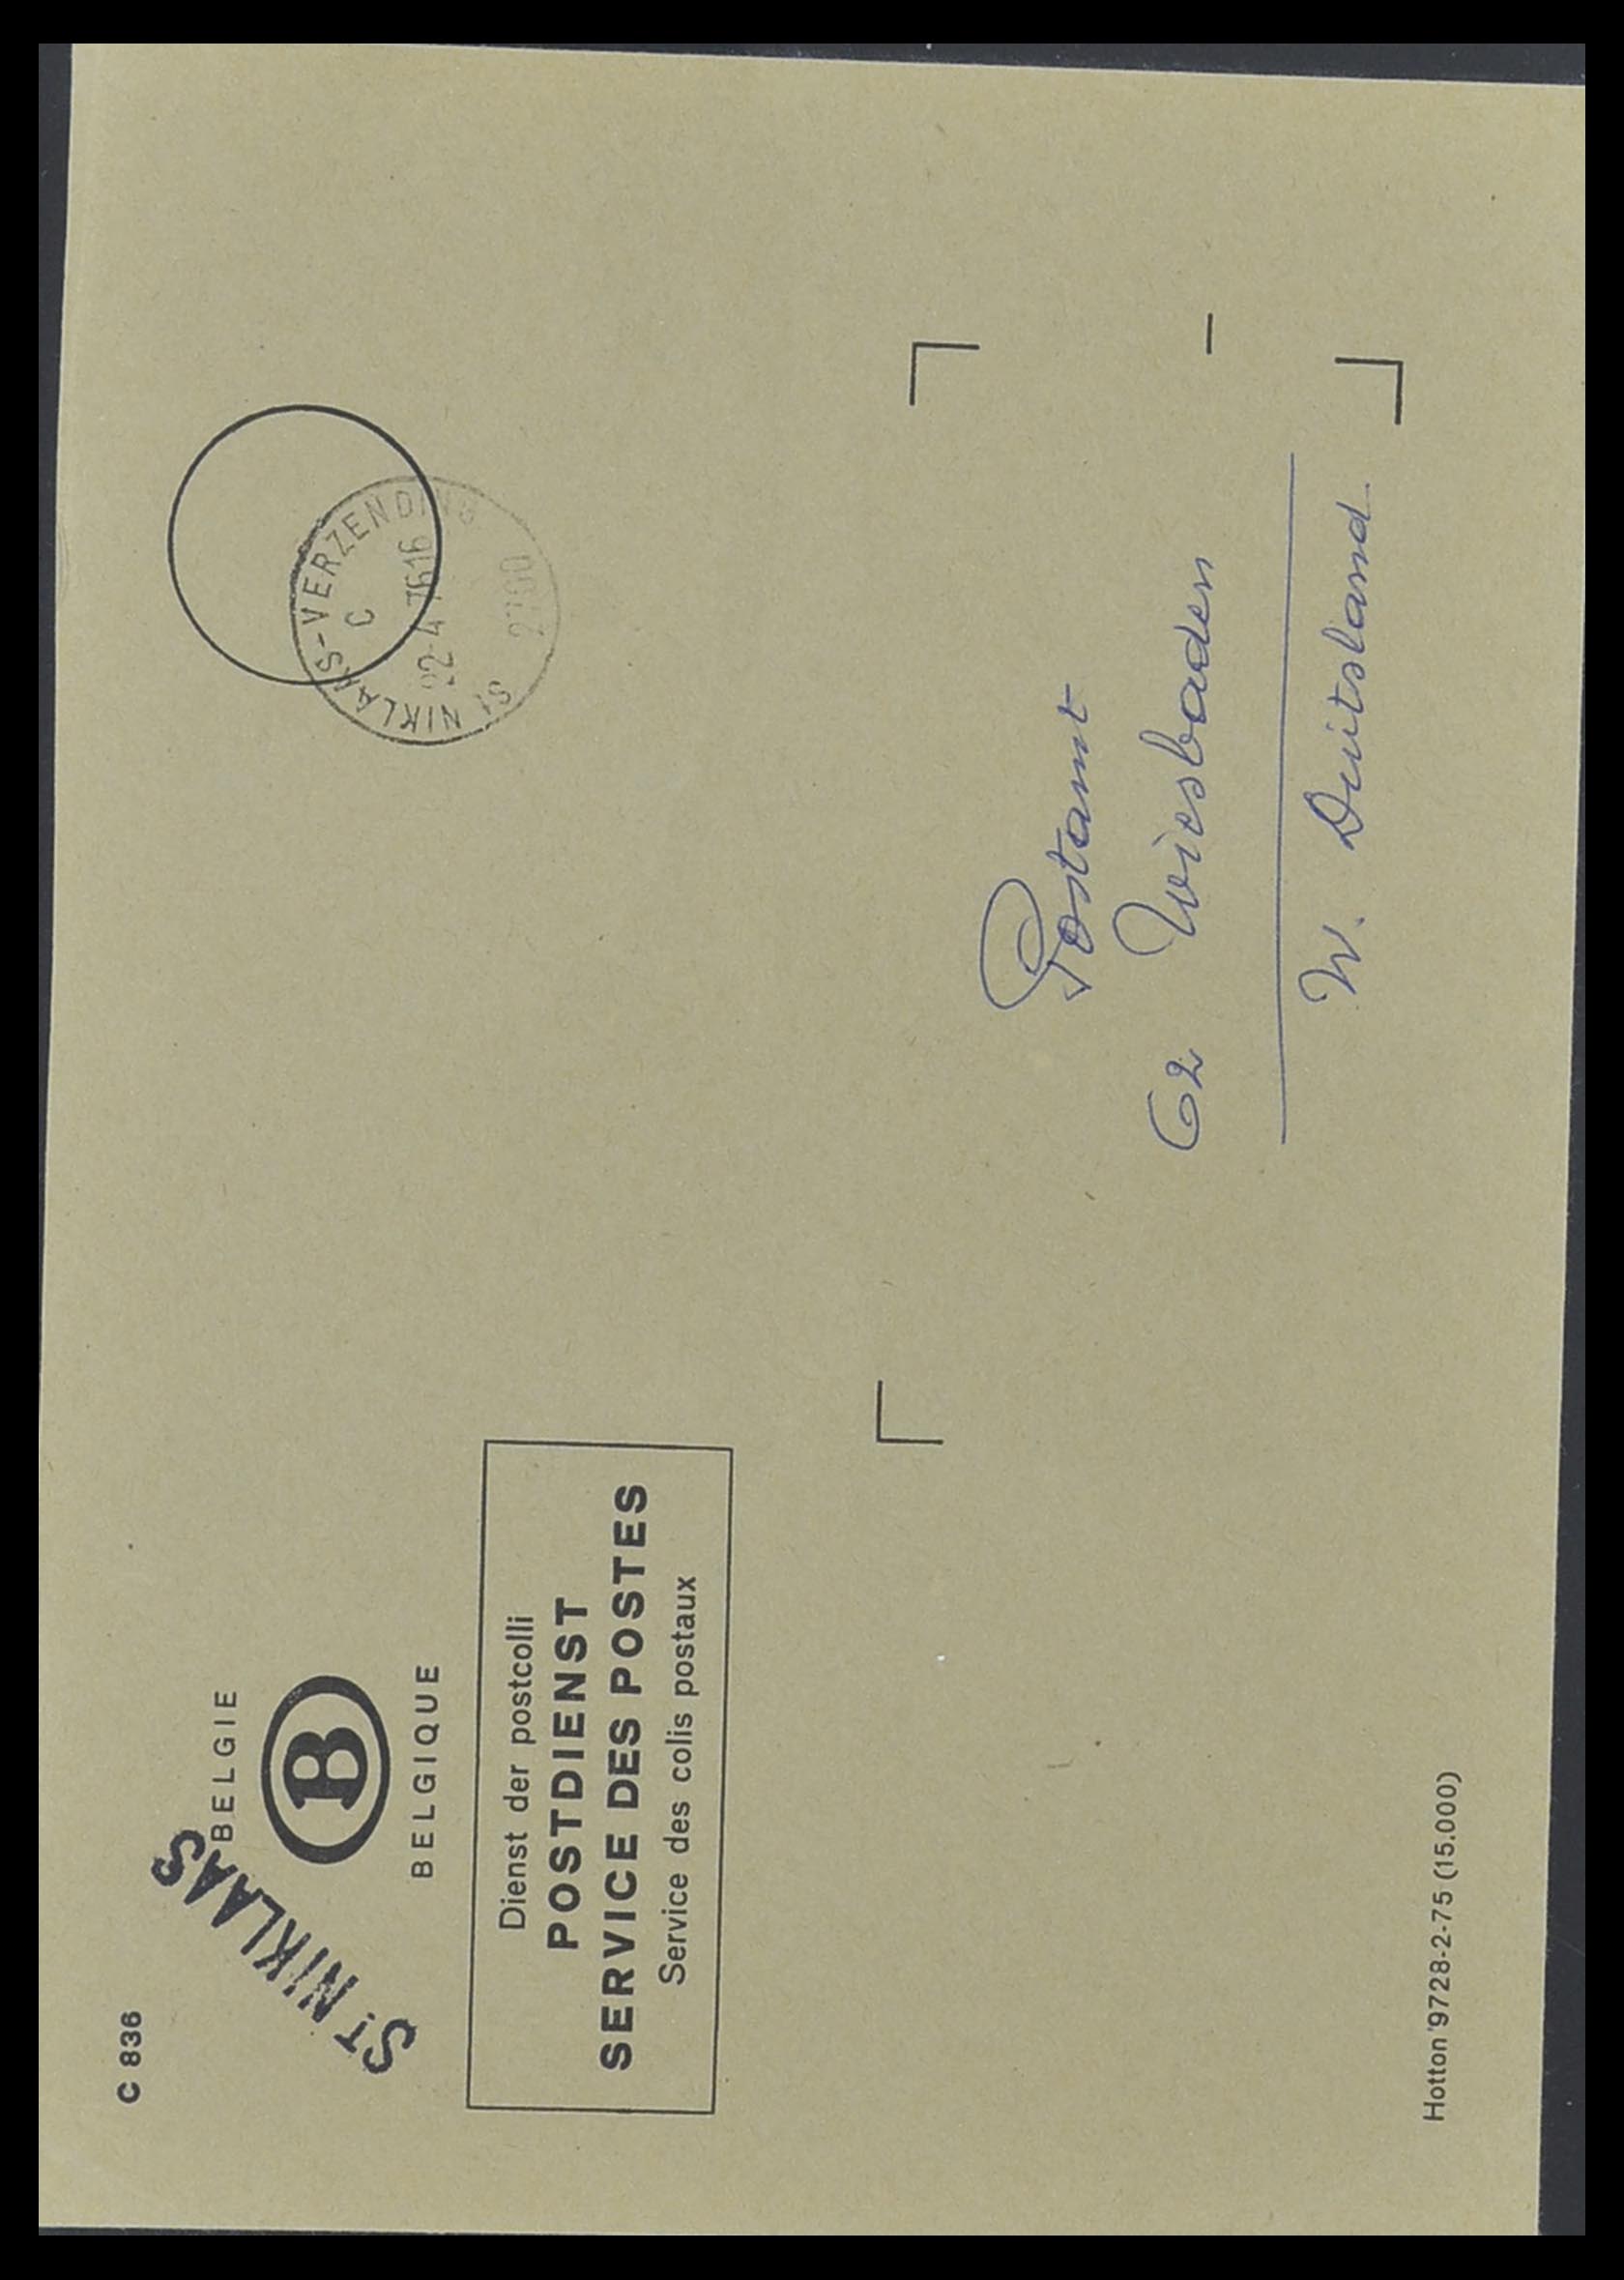 C 836
ST NIKLAAS
BELGIE
B
BELGIQUE
Dienst der postcolli
POSTDIENST
SERVICE DES POSTES
Service des colis postaux
ST NIKLAAS-VERZENDING
C
22-4 7616
2700
Postamt
62 Wiesbaden
W. Duitsland
Hotton '9728-2-75 (15.000)